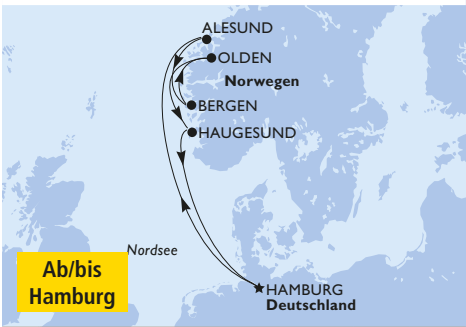 ALESUND
OLDEN
Norwegen
BERGEN
HAUGESUND
Nordsee
Ab/bis
Hamburg
HAMBURG
Deutschland